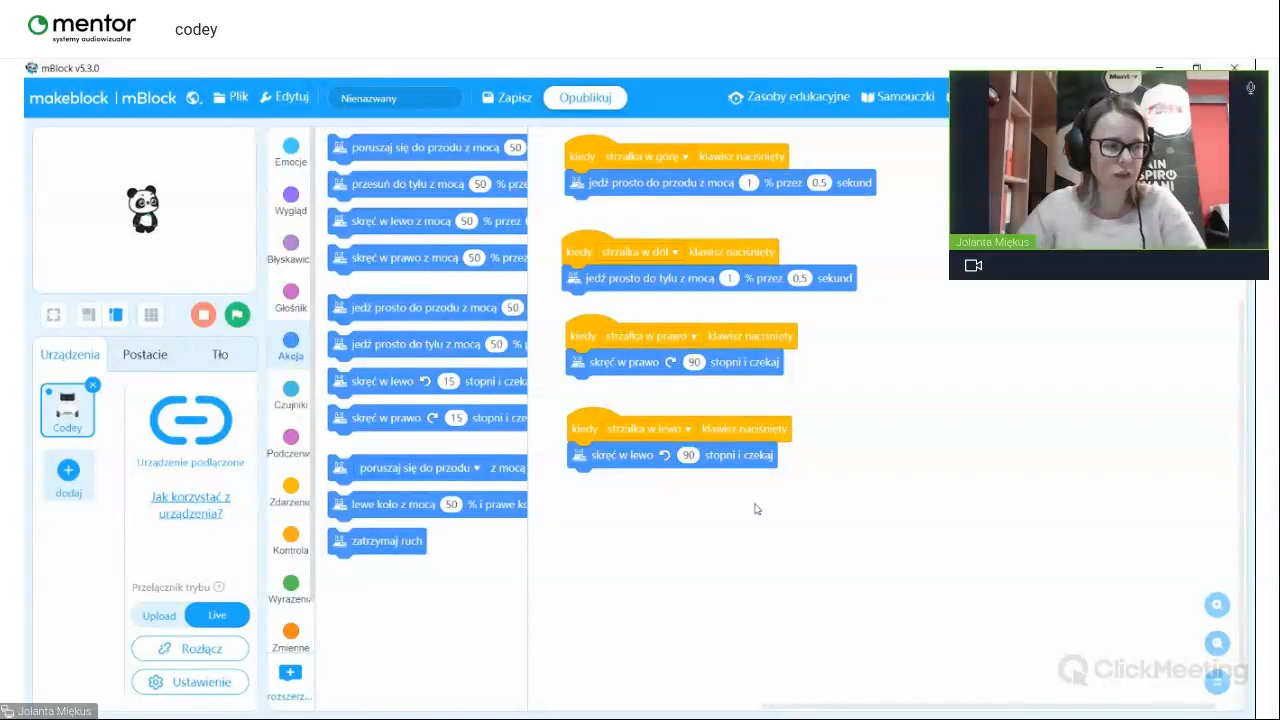 mentor
systemy audiowizualne
codey
mBlock v5.3.0
makeblock | mBlock
Plik
Edytuj
Nienazwany
Zapisz
Opublikuj
Zasoby edukacyjne
Samouczki
Emocje
Wygląd
Błyskawic
Głośnik
Akcja
Czujniki
Podczerw
Zdarzenia
Kontrola
Wyrażenia
Zmienne
rozszerz...
poruszaj się do przodu z mocą 50
przesuń do tyłu z mocą 50 % prze
skręć w lewo z mocą 50 % przez
skręć w prawo z mocą 50 % przez
jedź prosto do przodu z mocą 50
jedź prosto do tyłu z mocą 50 % p
skręć w lewo 15 stopni i czeka
skręć w prawo 15 stopni i cze
poruszaj się do przodu z mocą
lewe koło z mocą 50 % i prawe ko
zatrzymaj ruch
kiedy strzałka w górę klawisz naciśnięty
jedź prosto do przodu z mocą 1 % przez 0.5 sekund
kiedy strzałka w dół klawisz naciśnięty
jedź prosto do tyłu z mocą 1 % przez 0.5 sekund
kiedy strzałka w prawo klawisz naciśnięty
skręć w prawo 90 stopni i czekaj
kiedy strzałka w lewo klawisz naciśnięty
skręć w lewo 90 stopni i czekaj
Urządzenia
Postacie
Tło
Codey
dodaj
Urządzenie podłączone
Jak korzystać z
urządzenia?
Przełącznik trybu
Upload
Live
Rozłącz
Ustawienie
Mentor
Jolanta Miękus
ClickMeeting
Jolanta Miękus